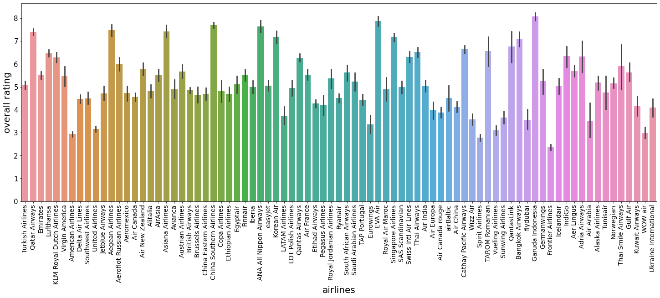 overall rating
8
7
6
5
4
3
2
1
0
Turkish Airlines
Qatar Airways
Emirates
Lufthansa
KLM Royal Dutch Airlines
Virgin America
American Airlines
Delta Air Lines
Southwest Airlines
United Airlines
Jetblue Airways
Aegean Airlines
Aeroflot Russian Airlines
Aeromexico
Air Canada
Air New Zealand
Alitalia
AirAsia
Asiana Airlines
Avianca
Austrian Airlines
British Airways
Brussels Airlines
China Eastern Airlines
China Southern Airlines
Copa Airlines
Ethiopian Airlines
Egyptair
Finnair
Iberia
ANA All Nippon Airways
easyJet
Korean Air
LATAM Airlines
LOT Polish Airlines
Qantas Airways
Air France
Etihad Airways
Pegasus Airlines
Royal Jordanian Airlines
Ryanair
South African Airways
Saudi Arabian Airlines
TAP Portugal
Eurowings
EVA Air
Royal Air Maroc
Singapore Airlines
SAS Scandinavian
Swiss Intl Air Lines
Thai Airways
Air India
Air Europa
Air Canada rouge
airBaltic
Air China
Cathay Pacific Airways
Wizz Air
Spirit Airlines
TAROM Romanian
Vueling Airlines
Sunwing Airlines
QantasLink
Bangkok Airways
flydubai
Garuda Indonesia
Germanwings
Frontier Airlines
Icelandair
IndiGo
Aer Lingus
Adria Airways
Air Arabia
Alaska Airlines
Tunisair
Norwegian
Thai Smile Airways
Gulf Air
Kuwait Airways
WOW air
Ukraine International
airlines